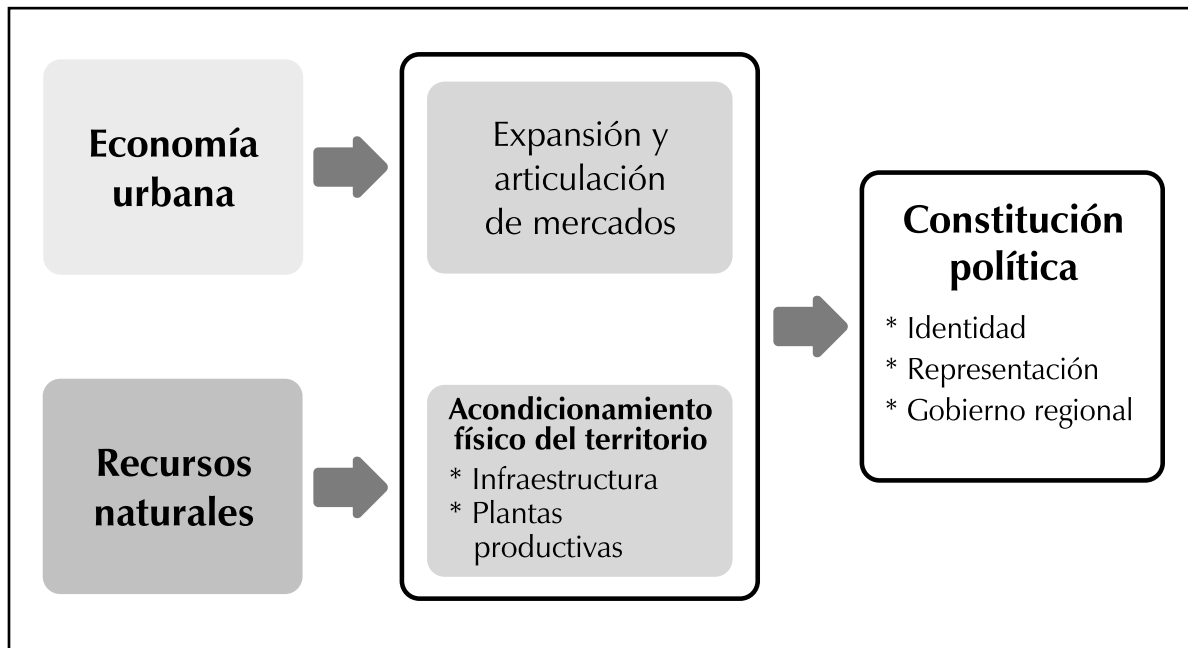 Economía
urbana
Expansión y
articulación
de mercados
Recursos
naturales
Acondicionamiento
físico del territorio
* Infraestructura
* Plantas
productivas
Constitución
política
* Identidad
* Representación
* Gobierno regional